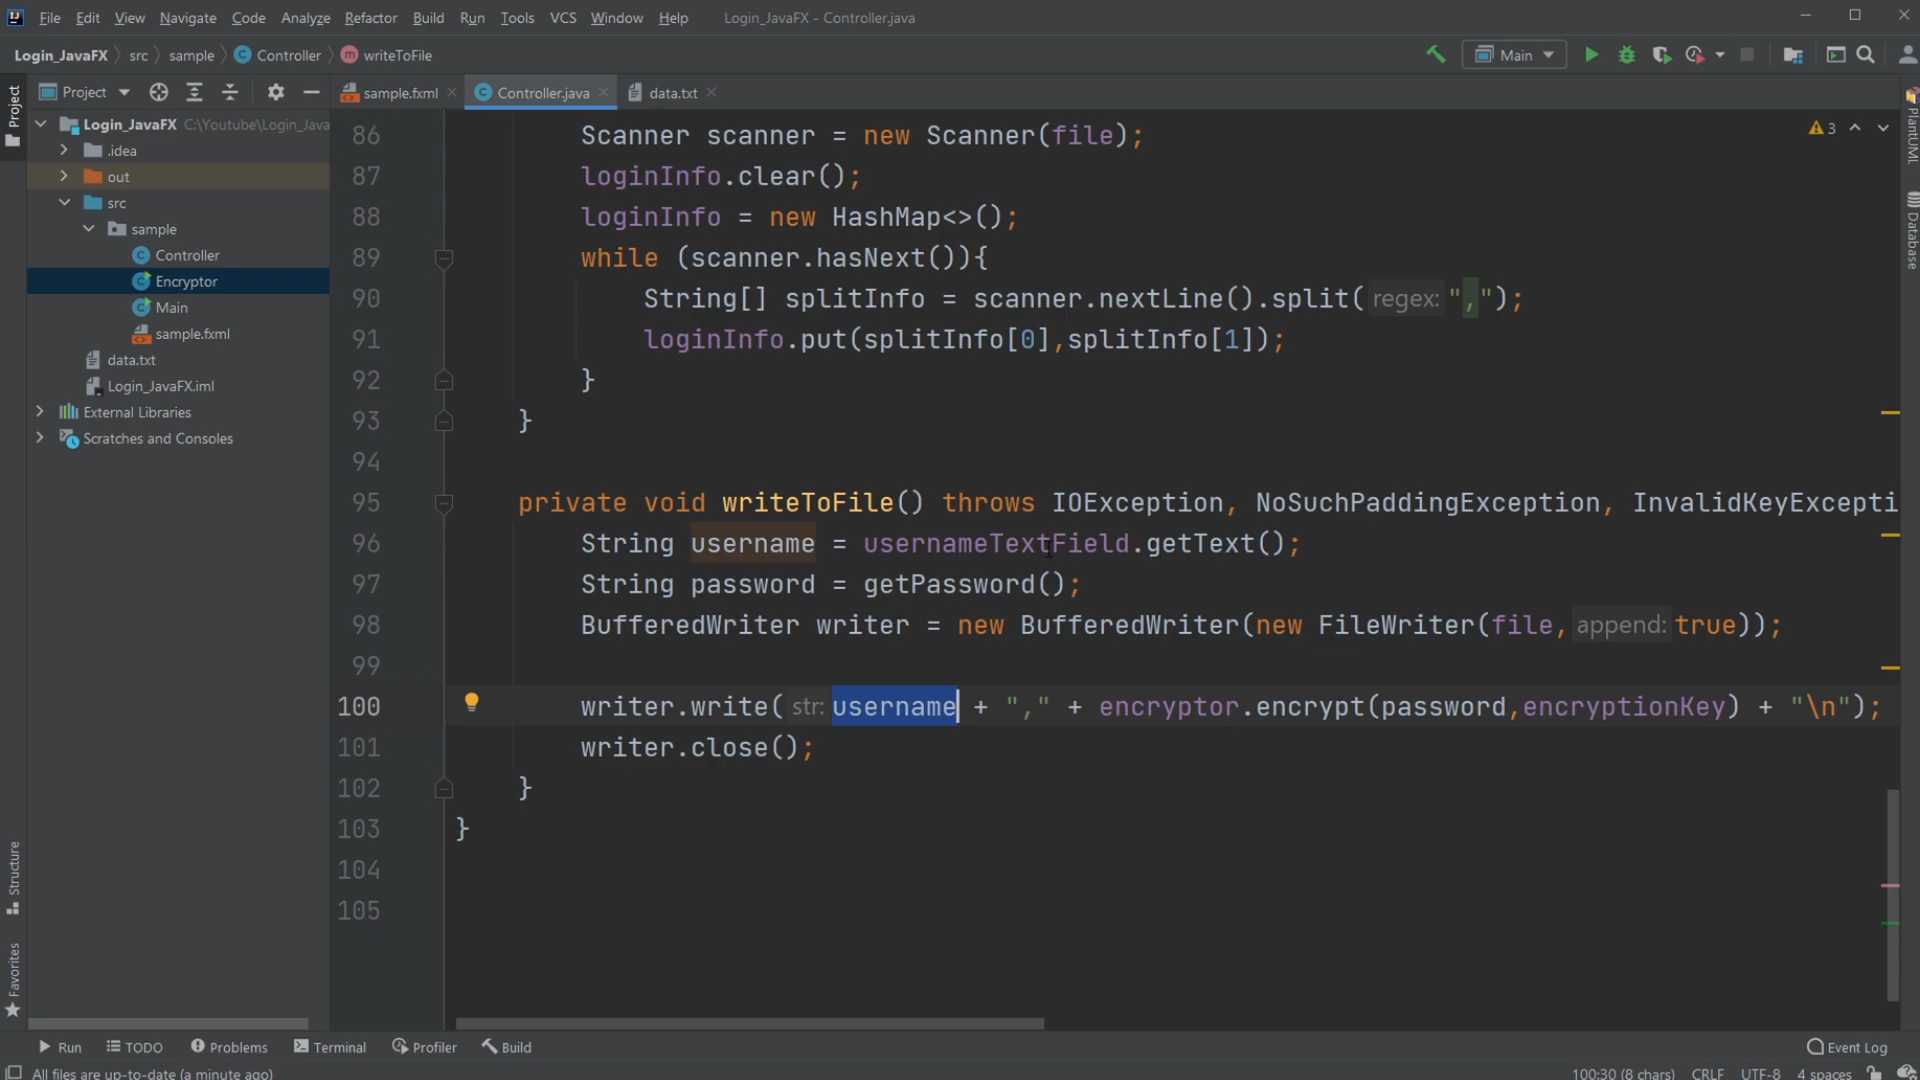 File Edit View Navigate Code Analyze Refactor Build Run Tools VCS Window Help Login_JavaFX - Controller.java
Login_JavaFX src sample Controller writeToFile Main
Project
sample.fxml Controller.java data.txt
Login_JavaFX C:\Youtube\Login_Java
.idea
out
src
sample
Controller
Encryptor
Main
sample.fxml
data.txt
Login_JavaFX.iml
External Libraries
Scratches and Consoles
Project
Structure
Favorites
3
86 Scanner scanner = new Scanner(file);
87 loginInfo.clear();
88 loginInfo = new HashMap<>();
89 while (scanner.hasNext()){
90 String[] splitInfo = scanner.nextLine().split( regex: ",");
91 loginInfo.put(splitInfo[0],splitInfo[1]);
92 }
93 }
94
95 private void writeToFile() throws IOException, NoSuchPaddingException, InvalidKeyExcepti
96 String username = usernameTextField.getText();
97 String password = getPassword();
98 BufferedWriter writer = new BufferedWriter(new FileWriter(file, append: true));
99
100 writer.write( str: username + "," + encryptor.encrypt(password,encryptionKey) + "\n");
101 writer.close();
102 }
103 }
104
105
PlantUML
Database
Run TODO Problems Terminal Profiler Build Event Log
All files are up-to-date (a minute ago) 100:30 (8 chars) CRLF UTF-8 4 spaces